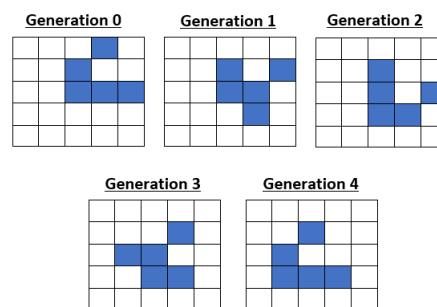 Generation 0
Generation 1
Generation 2
Generation 3
Generation 4